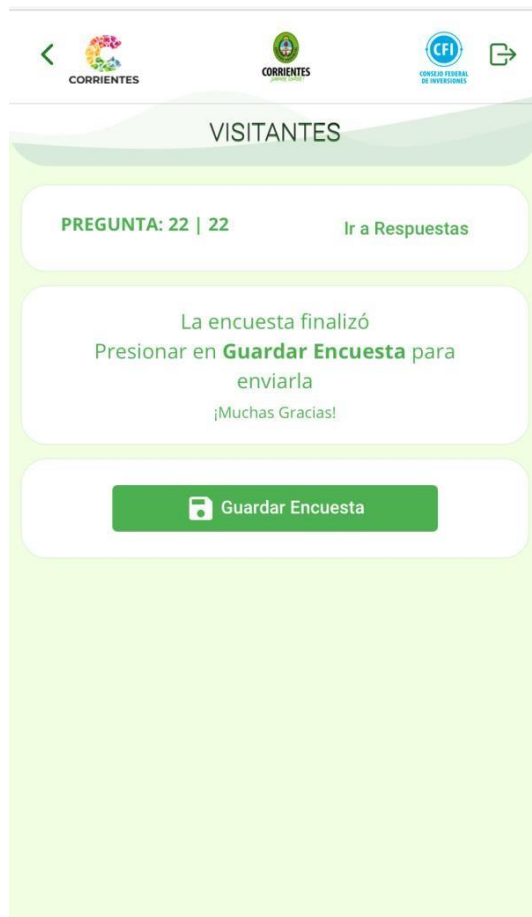 CORRIENTES
CORRIENTES
CFI
CONSEJO FEDERAL
DE INVERSIONES
VISITANTES
PREGUNTA: 22 | 22
Ir a Respuestas
La encuesta finalizó
Presionar en Guardar Encuesta para
enviarla
¡Muchas Gracias!
Guardar Encuesta